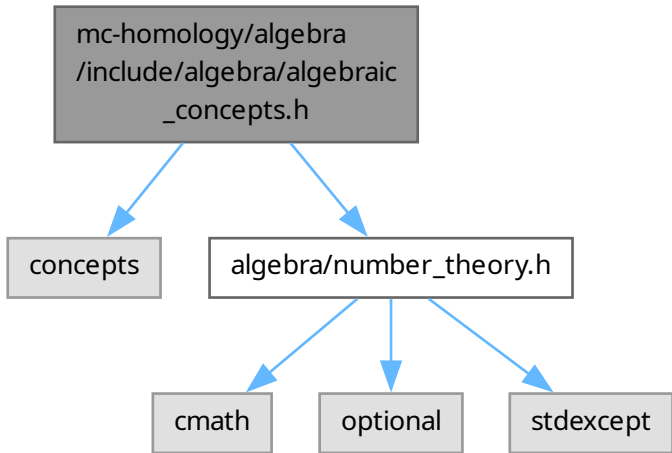 mc-homology/algebra
/include/algebra/algebraic
_concepts.h
concepts
algebra/number_theory.h
cmath
optional
stdexcept